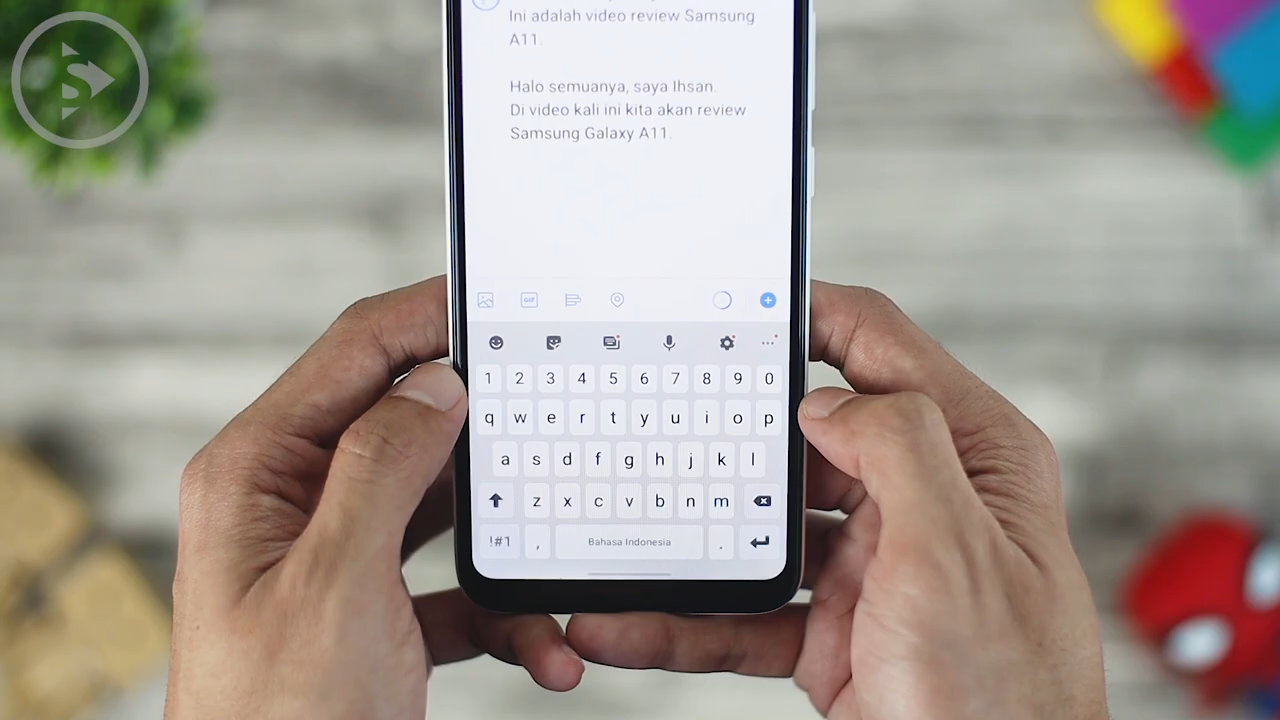 Ini adalah video review Samsung
A11.
Halo semuanya, saya Ihsan.
Di video kali ini kita akan review
Samsung Galaxy A11.
GIF
1 2 3 4 5 6 7 8 9 0
q w e r t y u i o p
a s d f g h j k l
z x c v b n m
!#1 , Bahasa Indonesia .